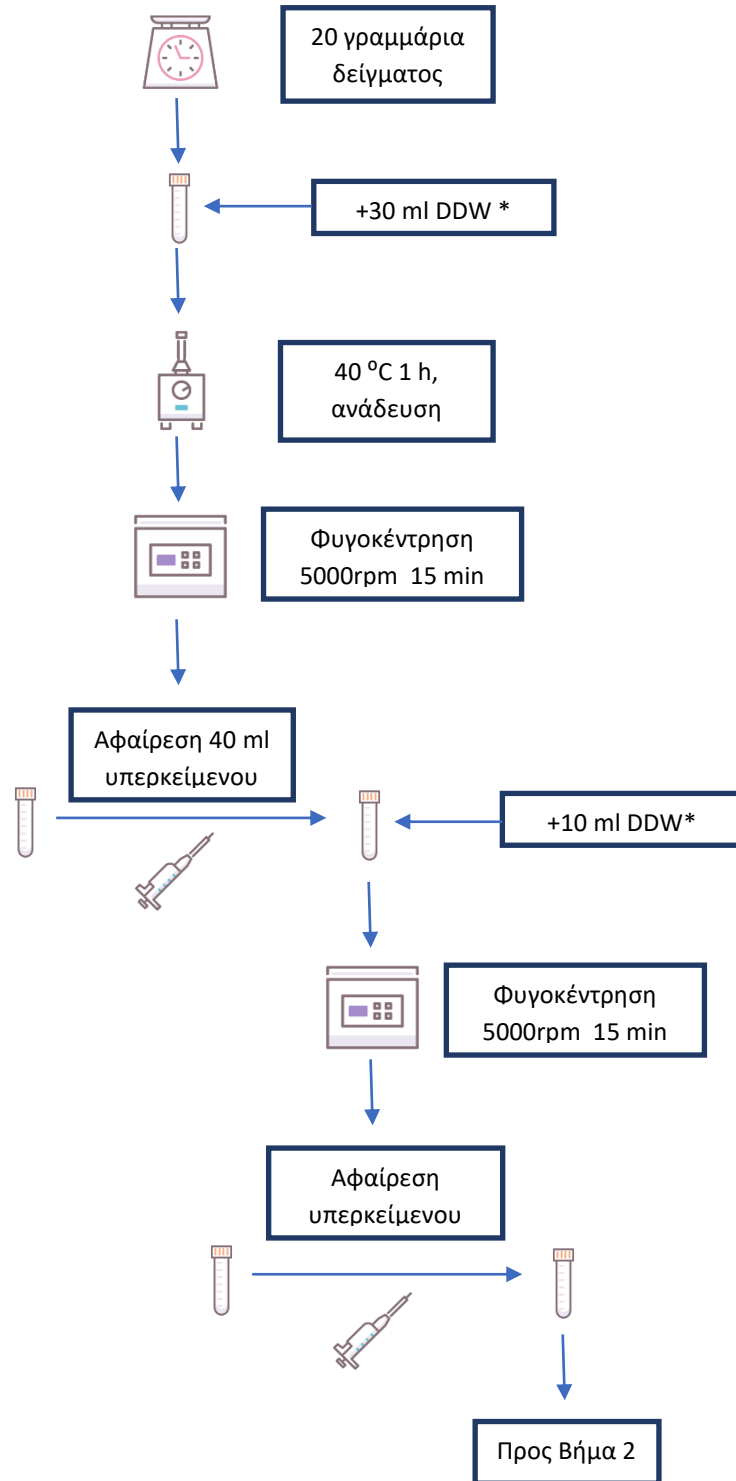 20 γραμμάρια
δείγματος
+30 ml DDW *
40 ⁰C 1 h,
ανάδευση
Φυγοκέντρηση
5000rpm 15 min
Αφαίρεση 40 ml
υπερκείμενου
+10 ml DDW*
Φυγοκέντρηση
5000rpm 15 min
Αφαίρεση
υπερκείμενου
Προς Βήμα 2